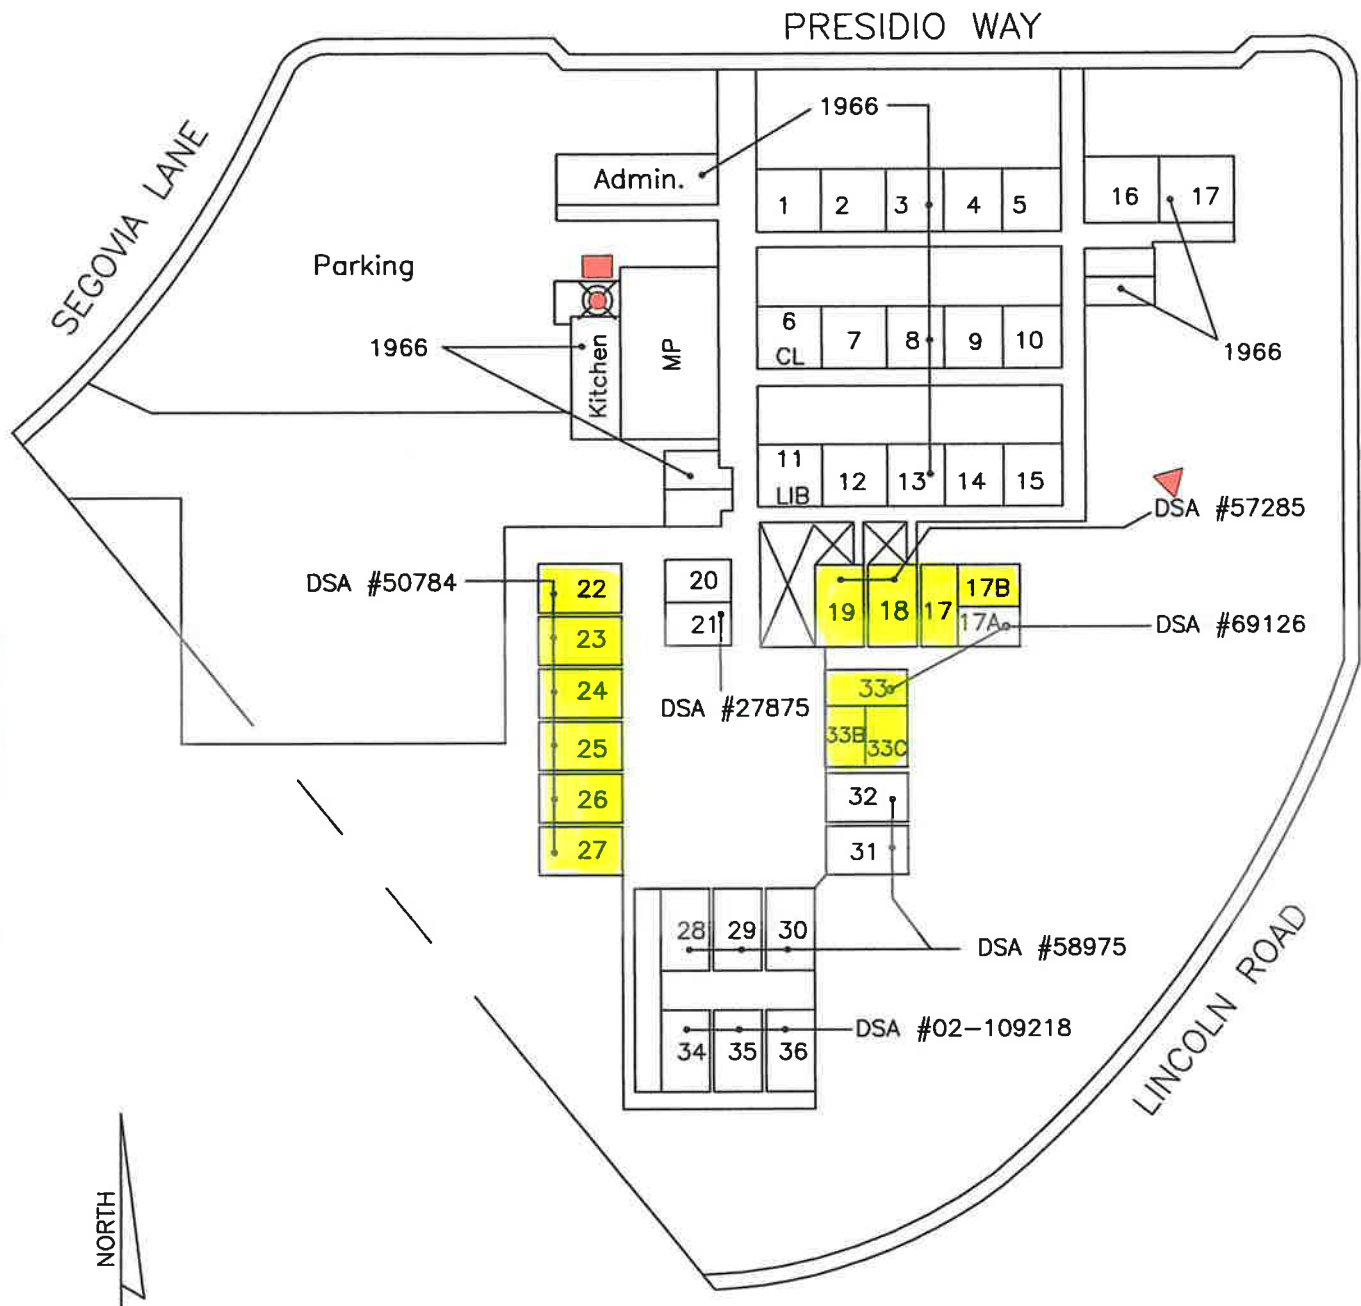 PRESIDIO WAY
SEGOVIA LANE
1966
Admin.
1 2 3 4 5
16 17
Parking
1966
Kitchen
MP
6 7 8 9 10
CL
1966
11 12 13 14 15
LIB
DSA #57285
DSA #50784
22
20
21
19 18 17 17B
17A
DSA #69126
23
24
DSA #27875
33
33B 33C
25
26
32
27
31
28 29 30
DSA #58975
34 35 36
DSA #02-109218
LINCOLN ROAD
NORTH